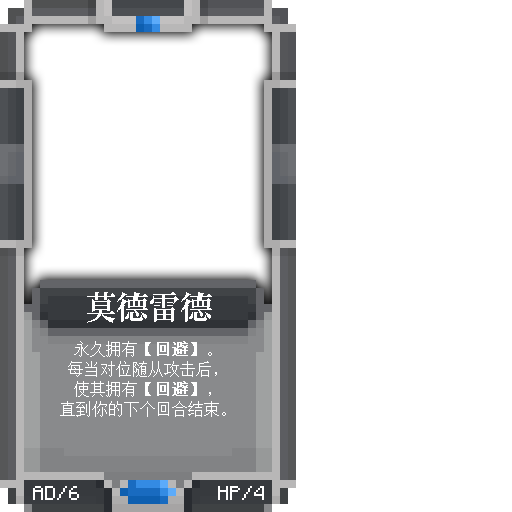 莫德雷德
永久拥有【回避】。
每当对位随从攻击后，
使其拥有【回避】，
直到你的下个回合结束。
AD/6 HP/4